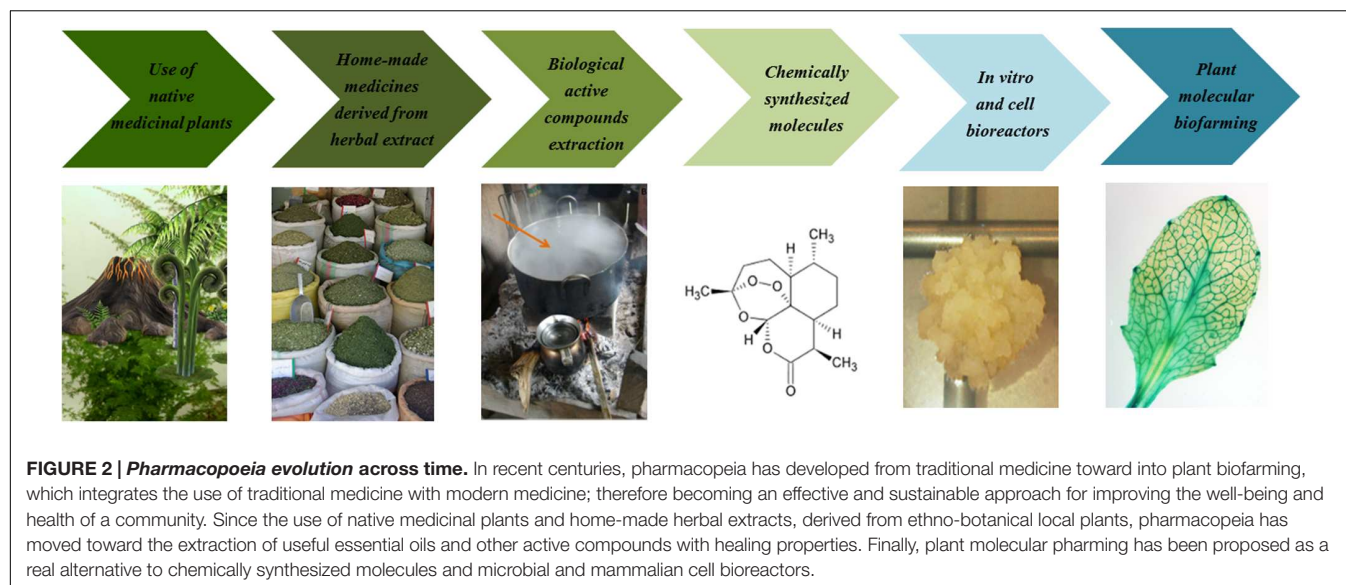 Use of
native
medicinal plants
Home-made
medicines
derived from
herbal extract
Biological
active
compounds
extraction
Chemically
synthesized
molecules
In vitro
and cell
bioreactors
Plant
molecular
biofarming
CH₃
H
H₃C
O
O
O
H
H
O
CH₃
O
FIGURE 2 | Pharmacopoeia evolution across time. In recent centuries, pharmacopeia has developed from traditional medicine toward into plant biofarming,
which integrates the use of traditional medicine with modern medicine; therefore becoming an effective and sustainable approach for improving the well-being and
health of a community. Since the use of native medicinal plants and home-made herbal extracts, derived from ethno-botanical local plants, pharmacopeia has
moved toward the extraction of useful essential oils and other active compounds with healing properties. Finally, plant molecular pharming has been proposed as a
real alternative to chemically synthesized molecules and microbial and mammalian cell bioreactors.